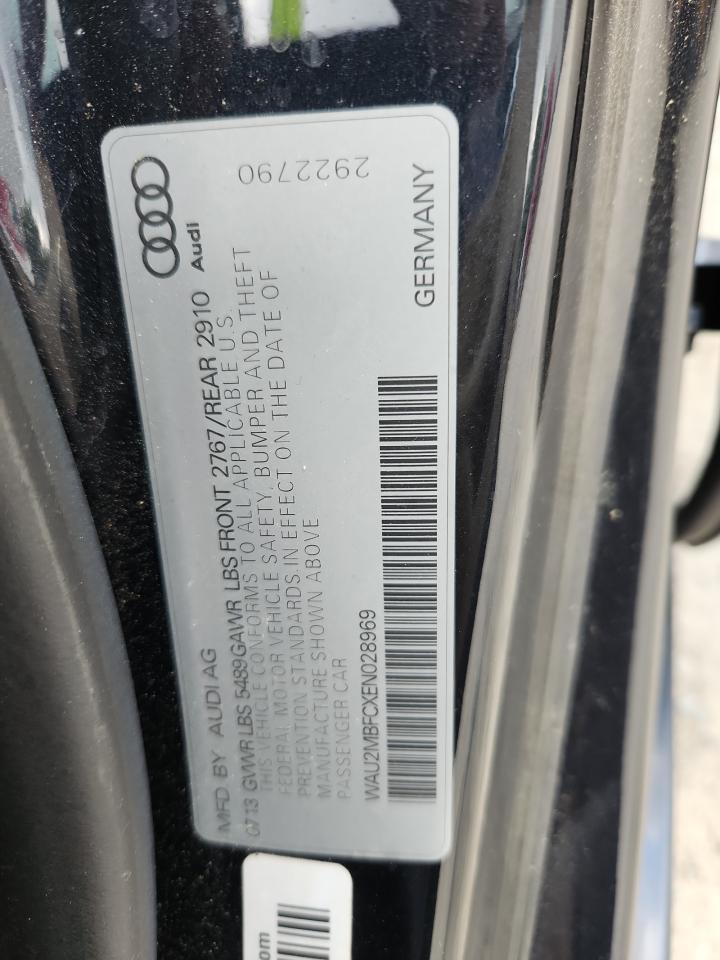 Audi
2922790
MFD BY AUDI AG
07 13 GVWR LBS 5489 GAWR LBS FRONT 2767/REAR 2910
THIS VEHICLE CONFORMS TO ALL APPLICABLE U.S.
FEDERAL MOTOR VEHICLE SAFETY, BUMPER AND THEFT
PREVENTION STANDARDS IN EFFECT ON THE DATE OF
MANUFACTURE SHOWN ABOVE
PASSENGER CAR
WAU2MBFCXEN028969
GERMANY
.com